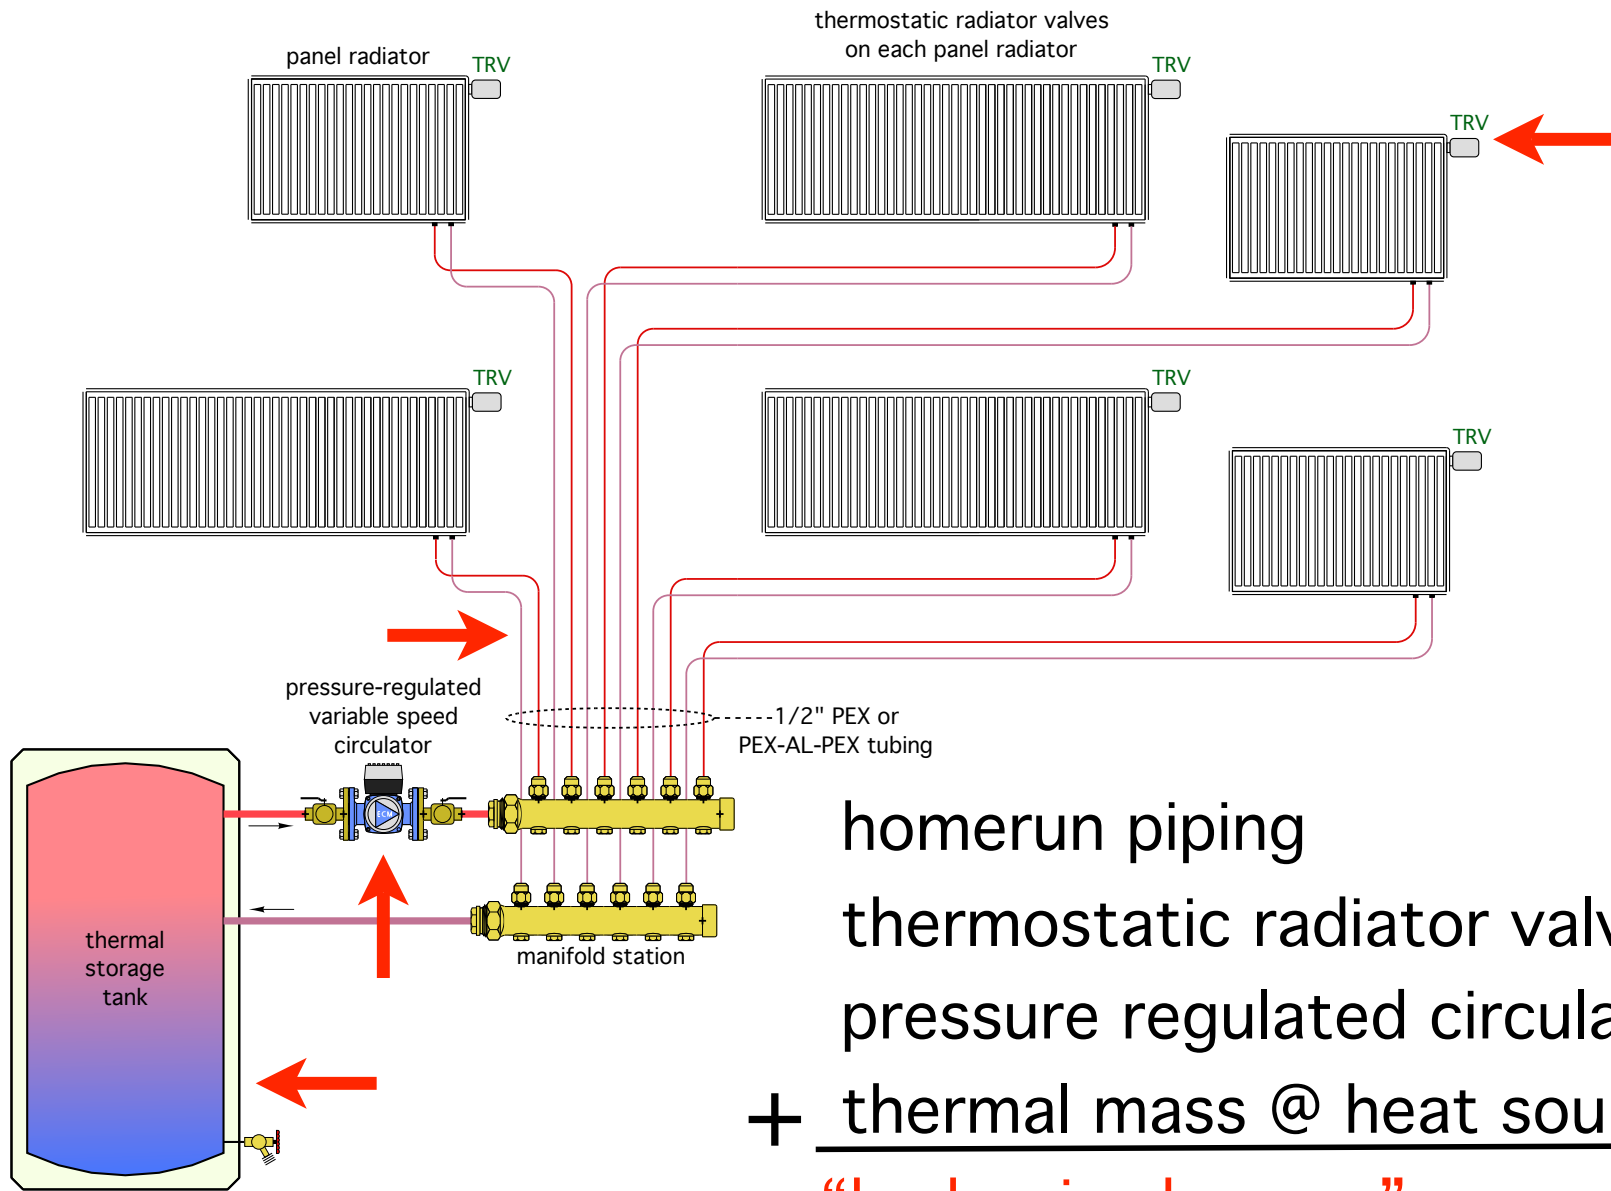 thermostatic radiator valves
on each panel radiator
panel radiator
TRV
TRV
TRV
TRV
TRV
TRV
pressure-regulated
variable speed
circulator
1/2" PEX or
PEX-AL-PEX tubing
ECM
manifold station
thermal
storage
tank
homerun piping
thermostatic radiator valv
pressure regulated circula
+ thermal mass @ heat sou